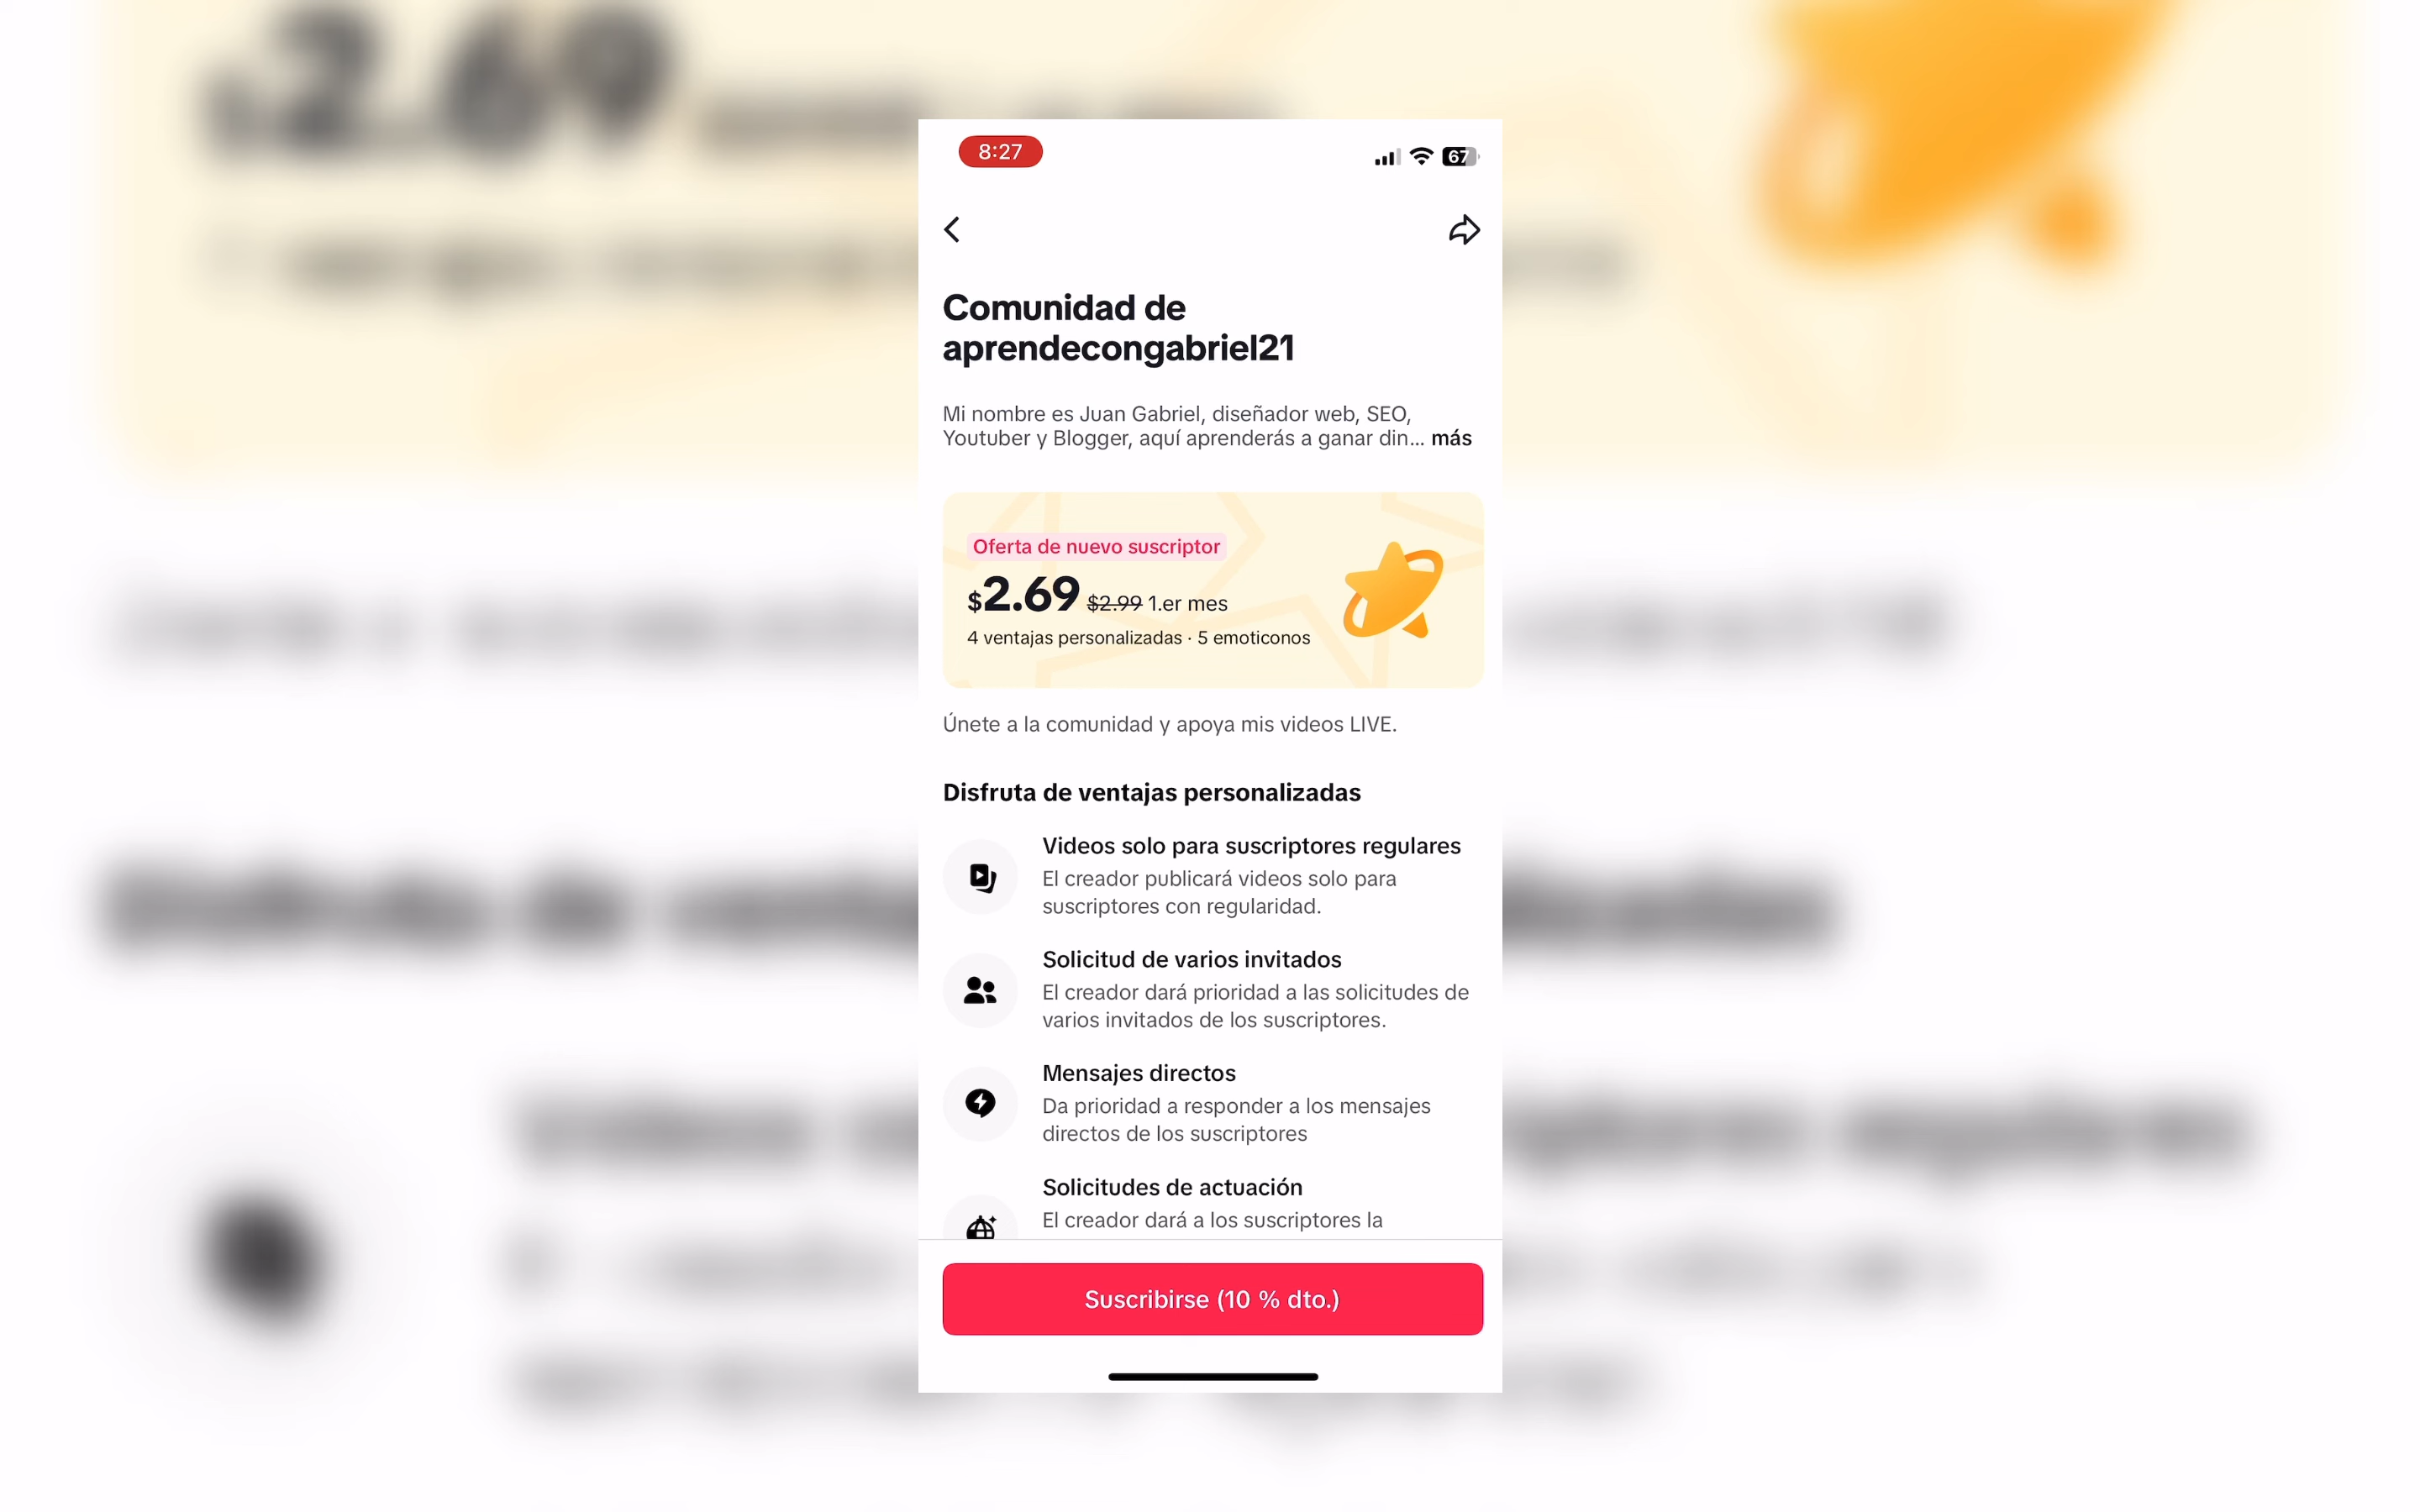 2.69
8:27
67
Comunidad de
aprendecongabriel21
Mi nombre es Juan Gabriel, diseñador web, SEO,
Youtuber y Blogger, aquí aprenderás a ganar din... más
Oferta de nuevo suscriptor
$2.69 $2.99 1.er mes
4 ventajas personalizadas · 5 emoticonos
Únete a la comunidad y apoya mis videos LIVE.
Disfruta de ventajas personalizadas
Videos solo para suscriptores regulares
El creador publicará videos solo para
suscriptores con regularidad.
Solicitud de varios invitados
El creador dará prioridad a las solicitudes de
varios invitados de los suscriptores.
Mensajes directos
Da prioridad a responder a los mensajes
directos de los suscriptores
Solicitudes de actuación
El creador dará a los suscriptores la
Suscribirse (10 % dto.)